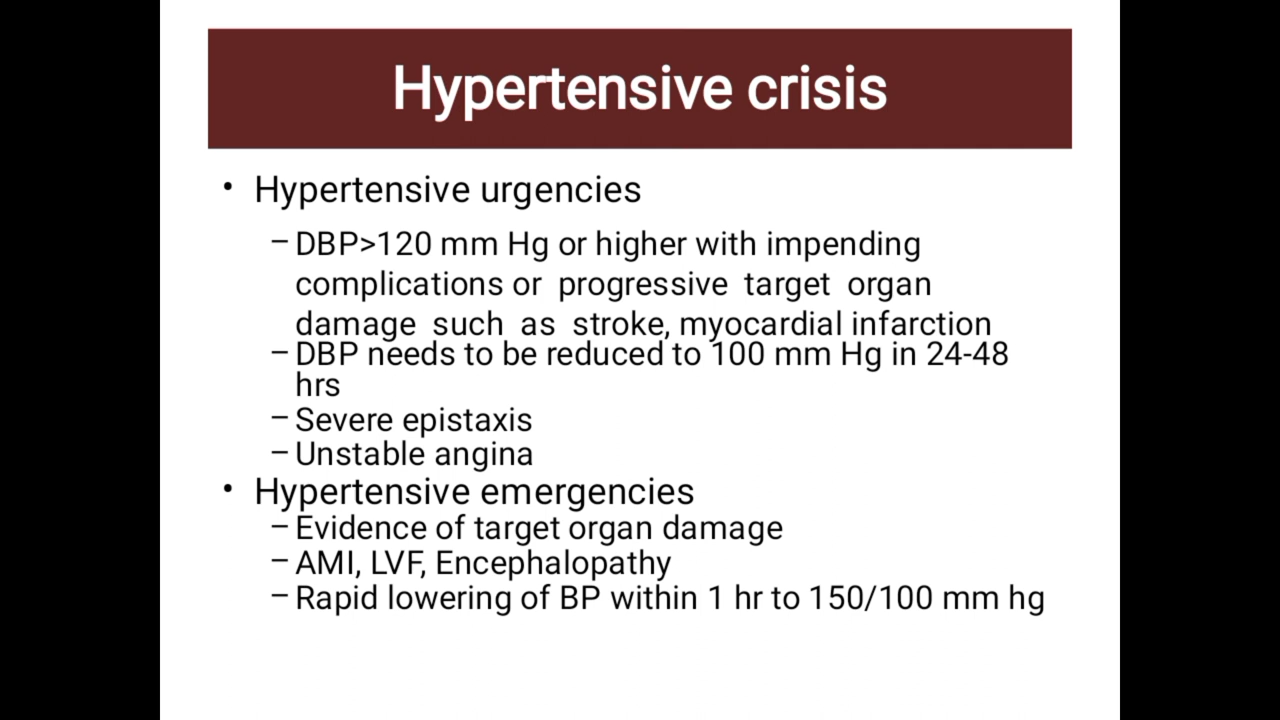 Hypertensive crisis
• Hypertensive urgencies
– DBP>120 mm Hg or higher with impending
complications or progressive target organ
damage such as stroke, myocardial infarction
– DBP needs to be reduced to 100 mm Hg in 24-48
hrs
– Severe epistaxis
– Unstable angina
• Hypertensive emergencies
– Evidence of target organ damage
– AMI, LVF, Encephalopathy
– Rapid lowering of BP within 1 hr to 150/100 mm hg